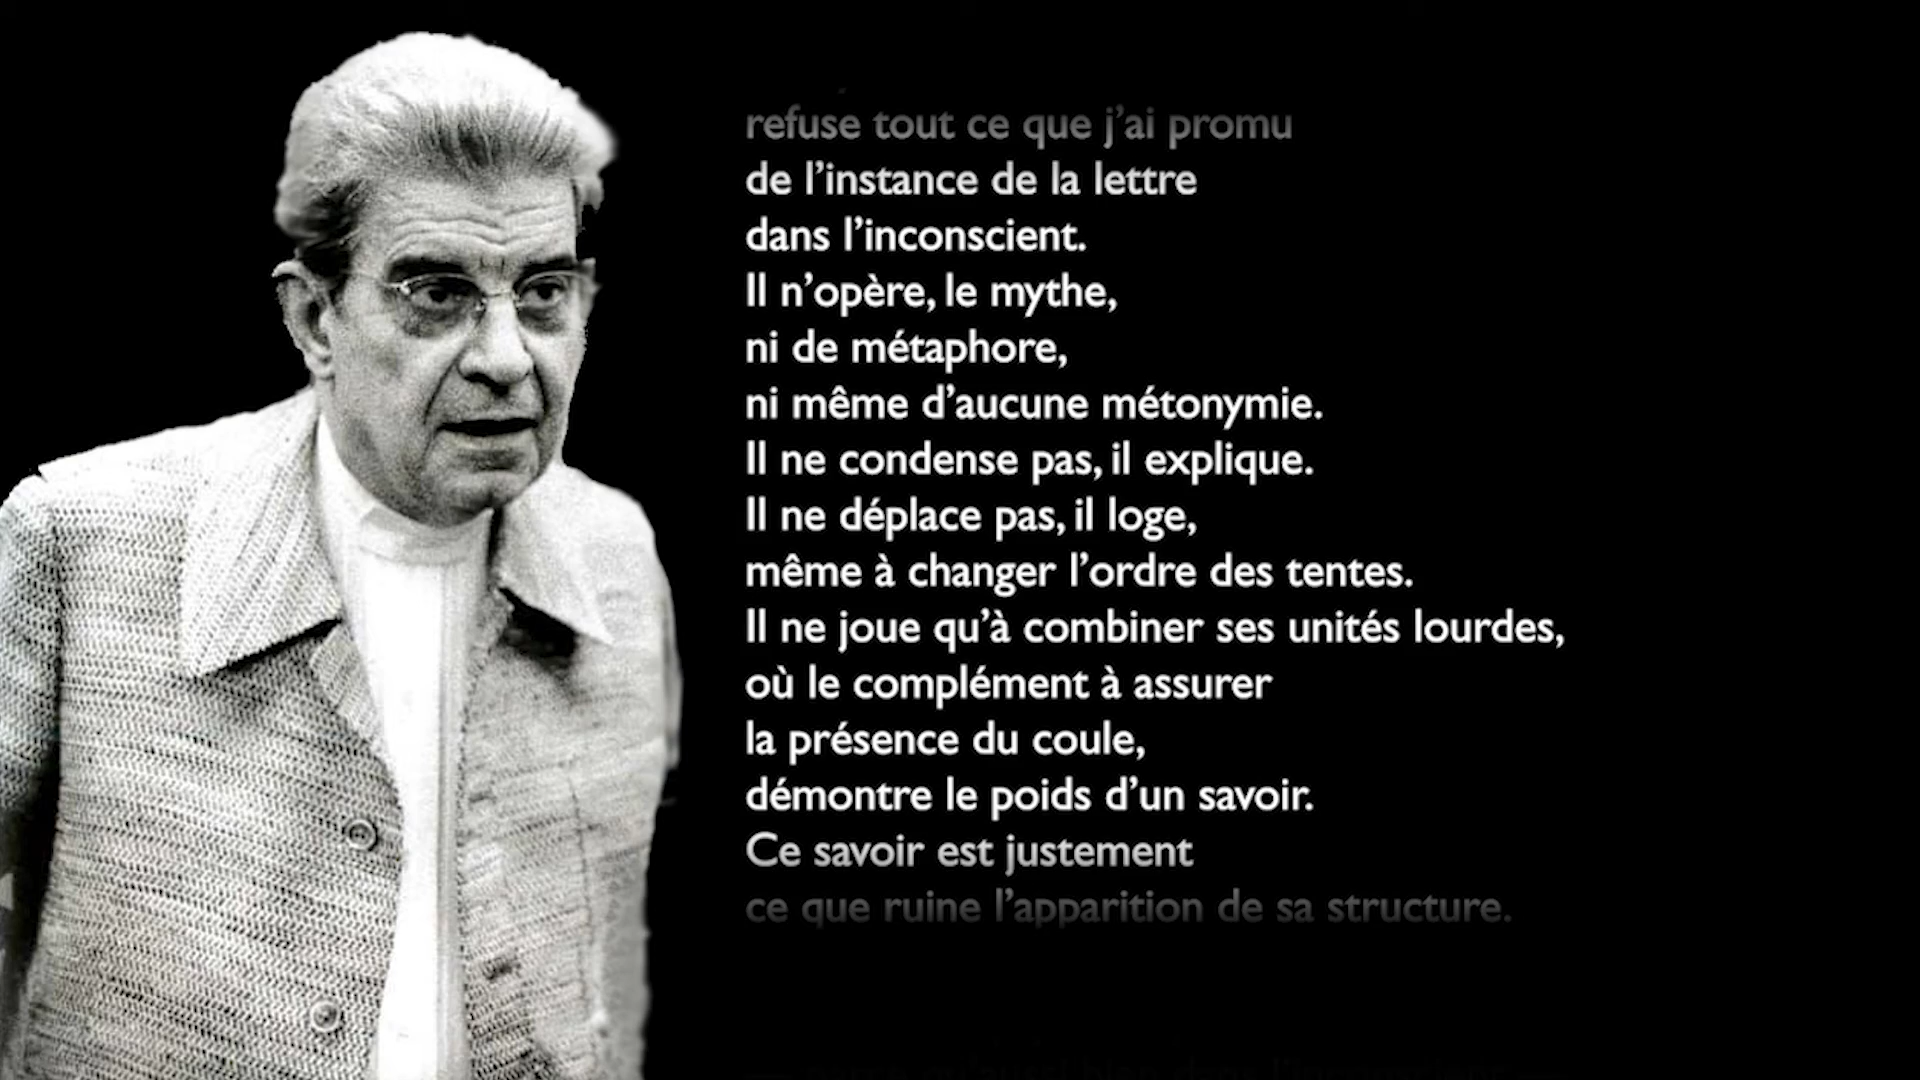 refuse tout ce que j’ai promu
de l’instance de la lettre
dans l’inconscient.
Il n’opère, le mythe,
ni de métaphore,
ni même d’aucune métonymie.
Il ne condense pas, il explique.
Il ne déplace pas, il loge,
même à changer l’ordre des tentes.
Il ne joue qu’à combiner ses unités lourdes,
où le complément à assurer
la présence du coule,
démontre le poids d’un savoir.
Ce savoir est justement
ce que ruine l’apparition de sa structure.